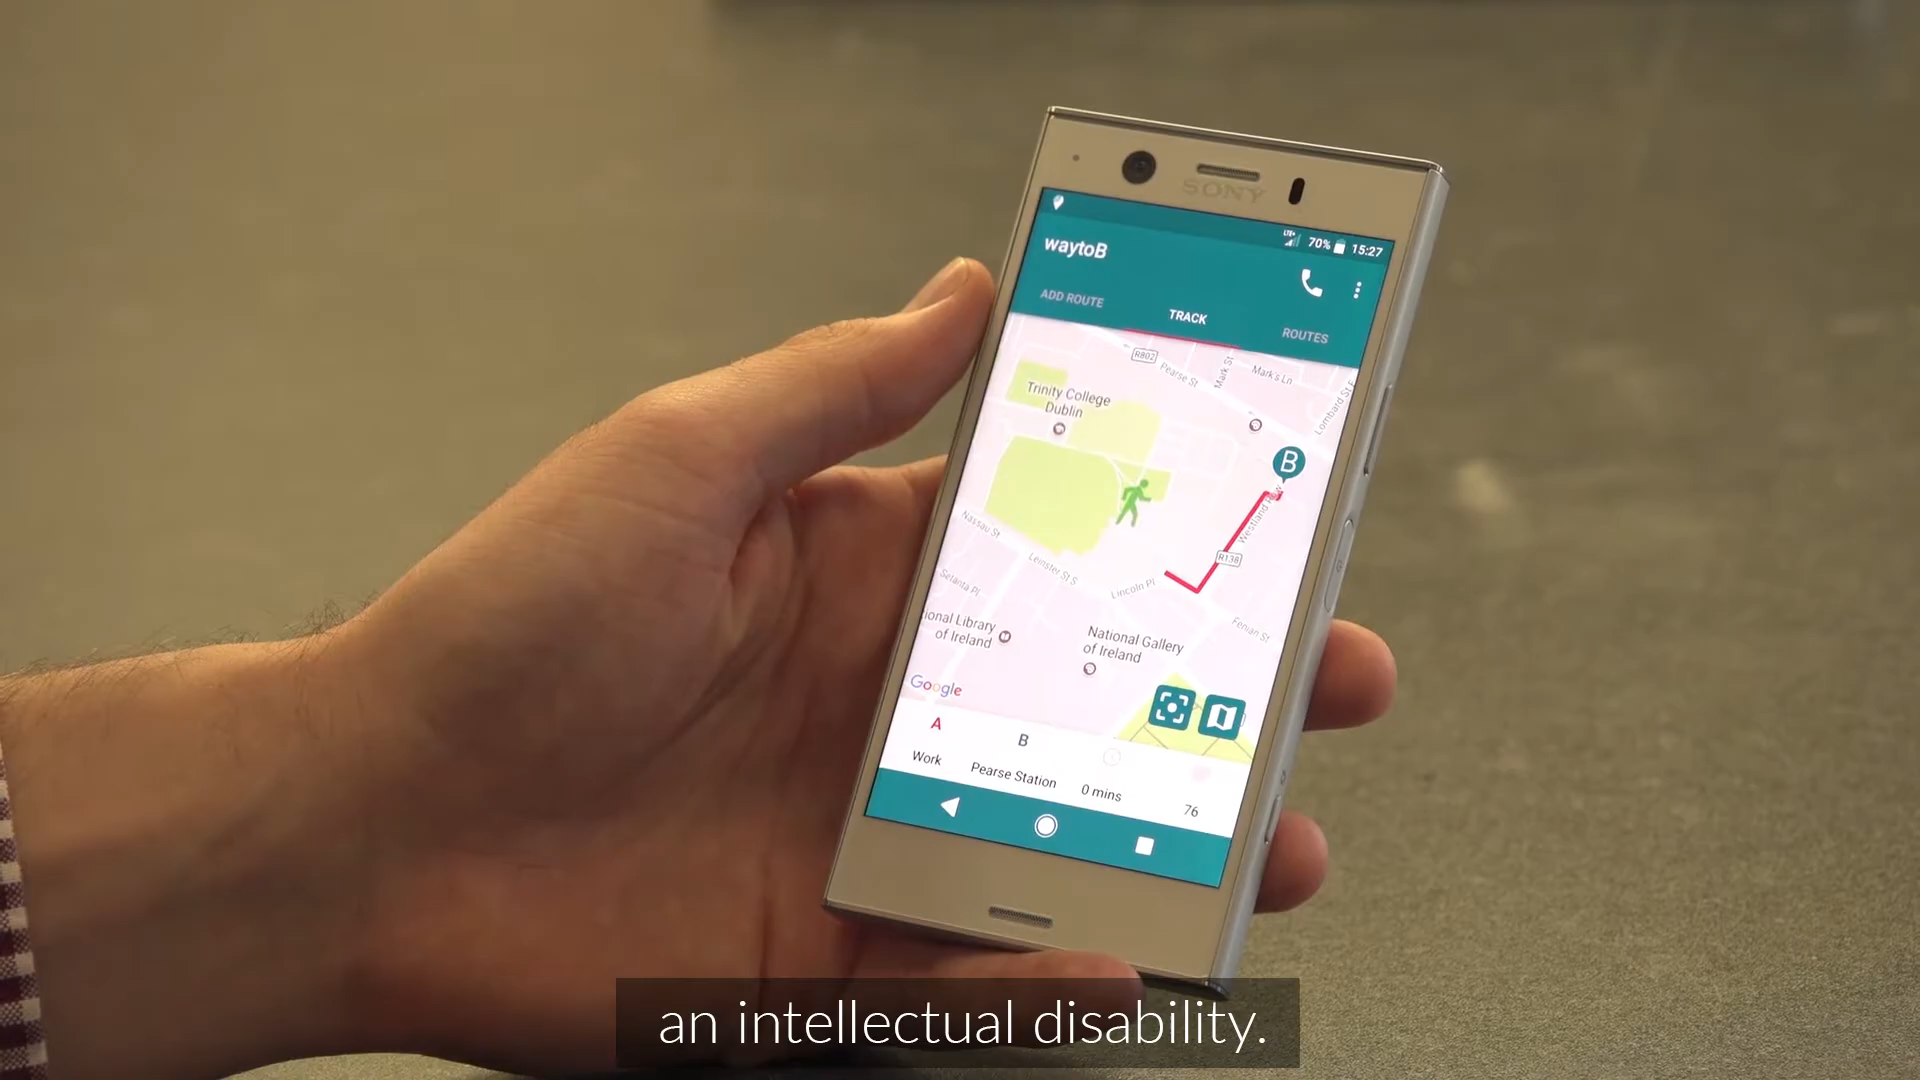 SONY
LTE+ 70% 15:27
waytoB
ADD ROUTE
TRACK
ROUTES
R802
Pearse St
Mark St
Mark's Ln
Lombard St E
Trinity College
Dublin
B
Westland Row
R138
Nassau St
Leinster St S
Lincoln Pl
Setanta Pl
Fenian St
ional Library
of Ireland
National Gallery
of Ireland
Google
A
B
Work
Pearse Station
0 mins
76
an intellectual disability.